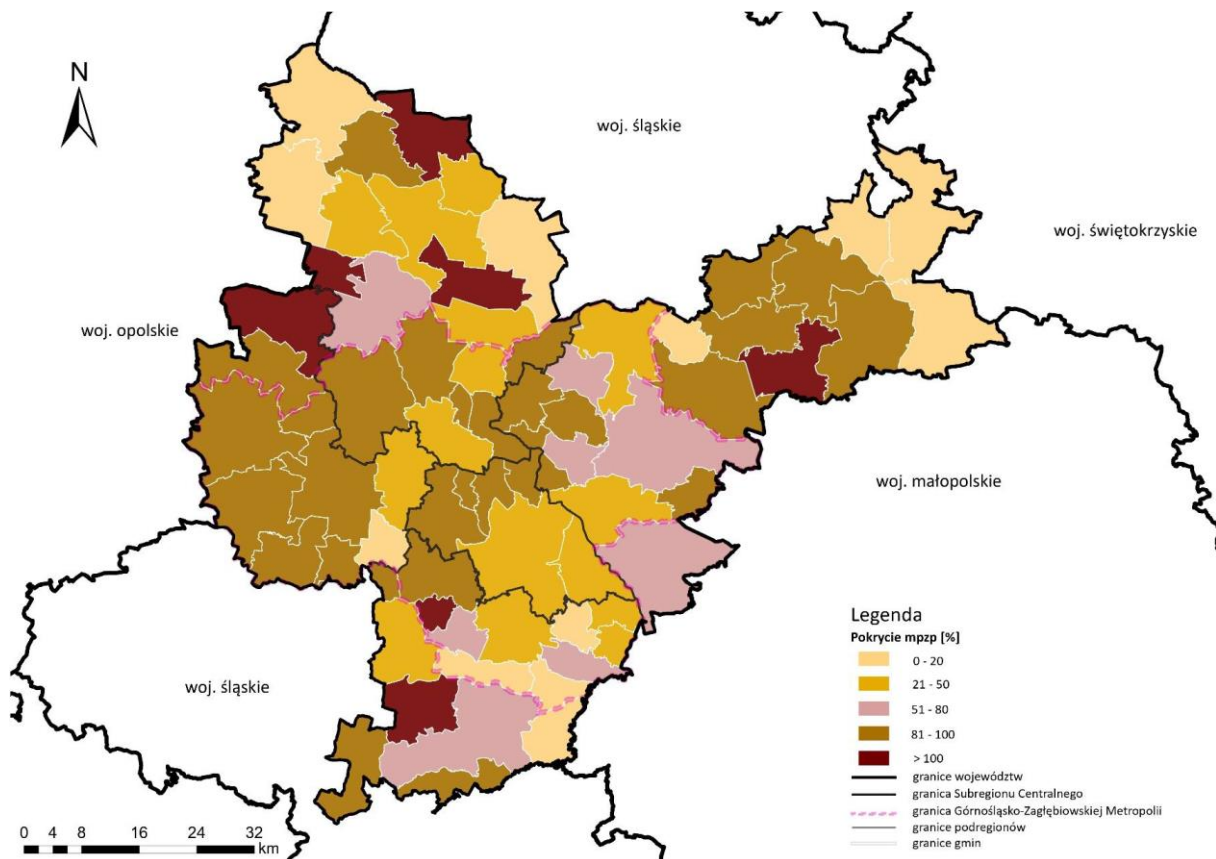 N
woj. śląskie
woj. świętokrzyskie
woj. opolskie
woj. małopolskie
woj. śląskie
Legenda
Pokrycie mpzp [%]
0 - 20
21 - 50
51 - 80
81 - 100
> 100
granice województw
granica Subregionu Centralnego
granica Górnośląsko-Zagłębiowskiej Metropolii
granice podregionów
granice gmin
0 4 8 16 24 32
km